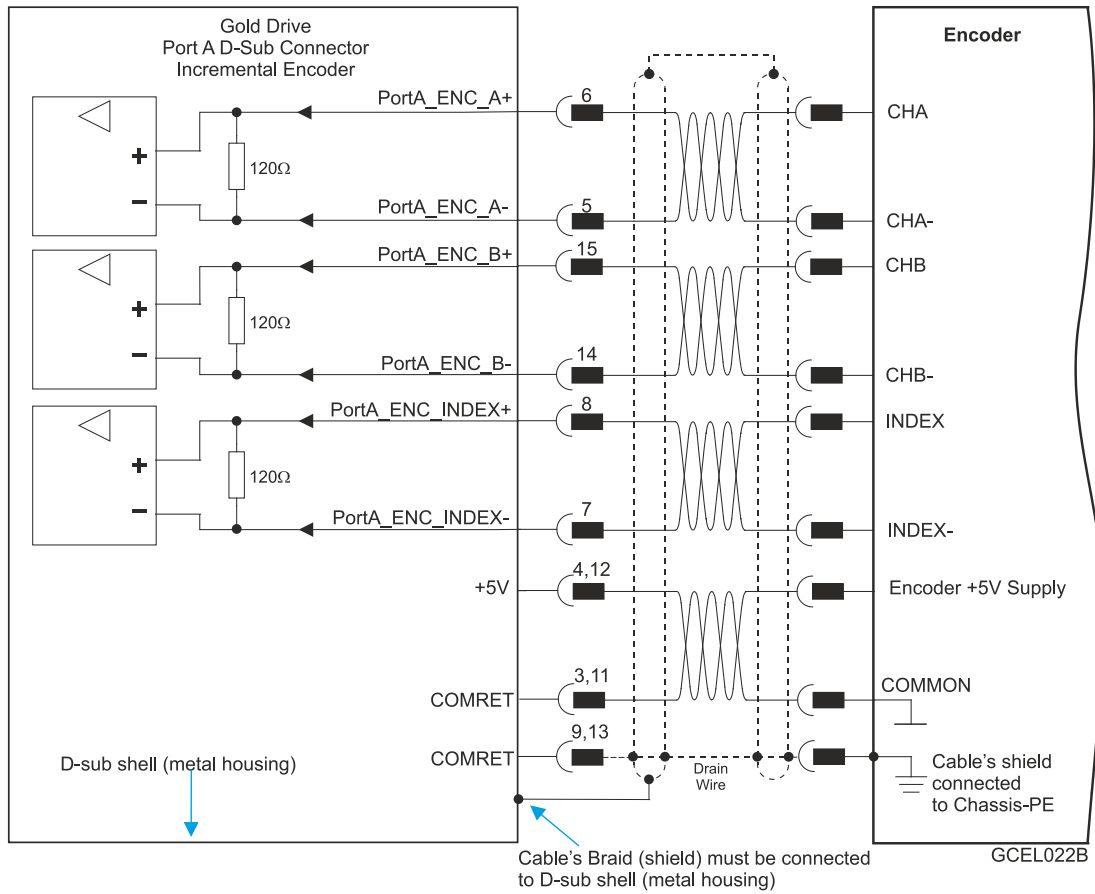 Gold Drive
Port A D-Sub Connector
Incremental Encoder
Encoder
PortA_ENC_A+
6
CHA
+
120Ω
−
PortA_ENC_A-
5
CHA-
PortA_ENC_B+
15
CHB
+
120Ω
−
PortA_ENC_B-
14
CHB-
PortA_ENC_INDEX+
8
INDEX
+
120Ω
−
PortA_ENC_INDEX-
7
INDEX-
+5V
4,12
Encoder +5V Supply
COMRET
3,11
COMMON
COMRET
9,13
Drain
Wire
Cable's shield
connected
to Chassis-PE
D-sub shell (metal housing)
Cable's Braid (shield) must be connected
to D-sub shell (metal housing)
GCEL022B